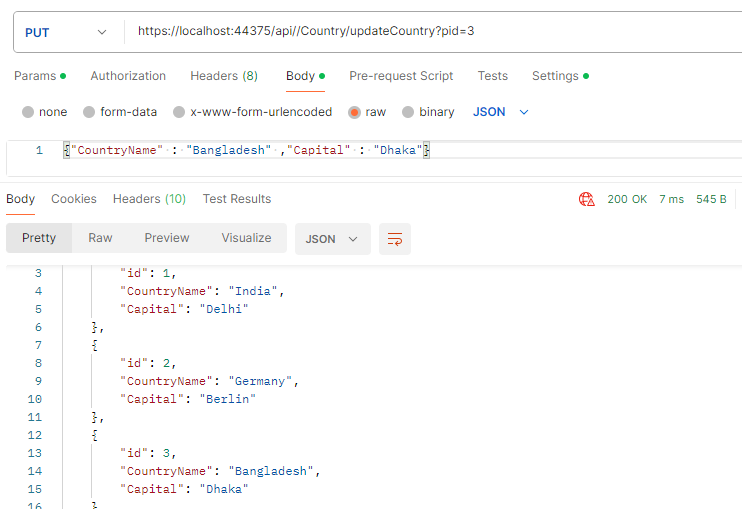 PUT https://localhost:44375/api//Country/updateCountry?pid=3
Params Authorization Headers (8) Body Pre-request Script Tests Settings
none form-data x-www-form-urlencoded raw binary JSON
1 {"CountryName" : "Bangladesh" ,"Capital" : "Dhaka"}
Body Cookies Headers (10) Test Results 200 OK 7 ms 545 B
Pretty Raw Preview Visualize JSON
3 "id": 1,
4 "CountryName": "India",
5 "Capital": "Delhi"
6 },
7 {
8 "id": 2,
9 "CountryName": "Germany",
10 "Capital": "Berlin"
11 },
12 {
13 "id": 3,
14 "CountryName": "Bangladesh",
15 "Capital": "Dhaka"
16 }